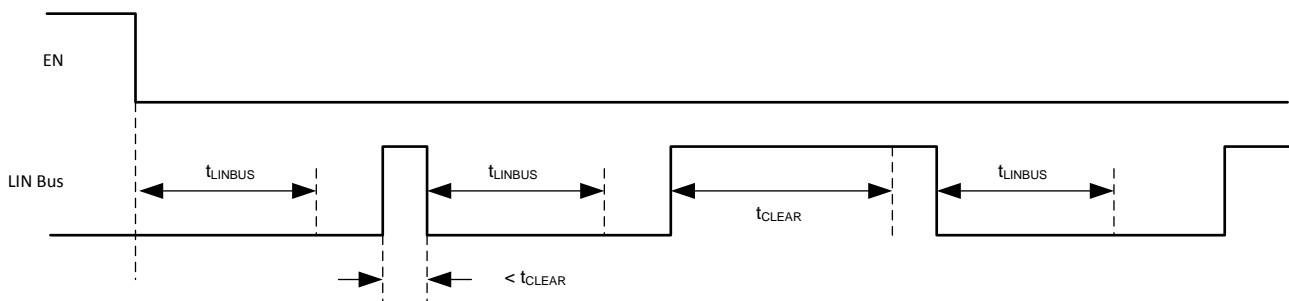 EN
LIN Bus
tLINBUS
tLINBUS
tLINBUS
tCLEAR
< tCLEAR